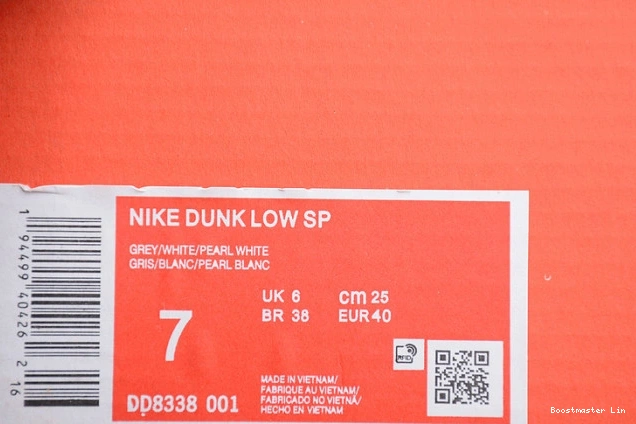 NIKE DUNK LOW SP
GREY/WHITE/PEARL WHITE
GRIS/BLANC/PEARL BLANC
UK 6 cm 25
BR 38 EUR 40
7
RFID
MADE IN VIETNAM/
FABRIQUE AU VIETNAM/
FABRICADO NO VIETNÃ/
HECHO EN VIETNAM
DD8338 001
1 94499 40426 2 16
Boostmaster Lin